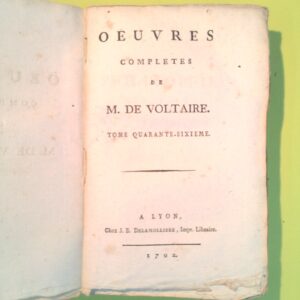 OEUVRES
COMPLETES
DE
M. DE VOLTAIRE.
TOME QUARANTE-SIXIEME.
A LYON,
Chez J. B. DELAMOLLIERE, Impr. Libraire.
1792.